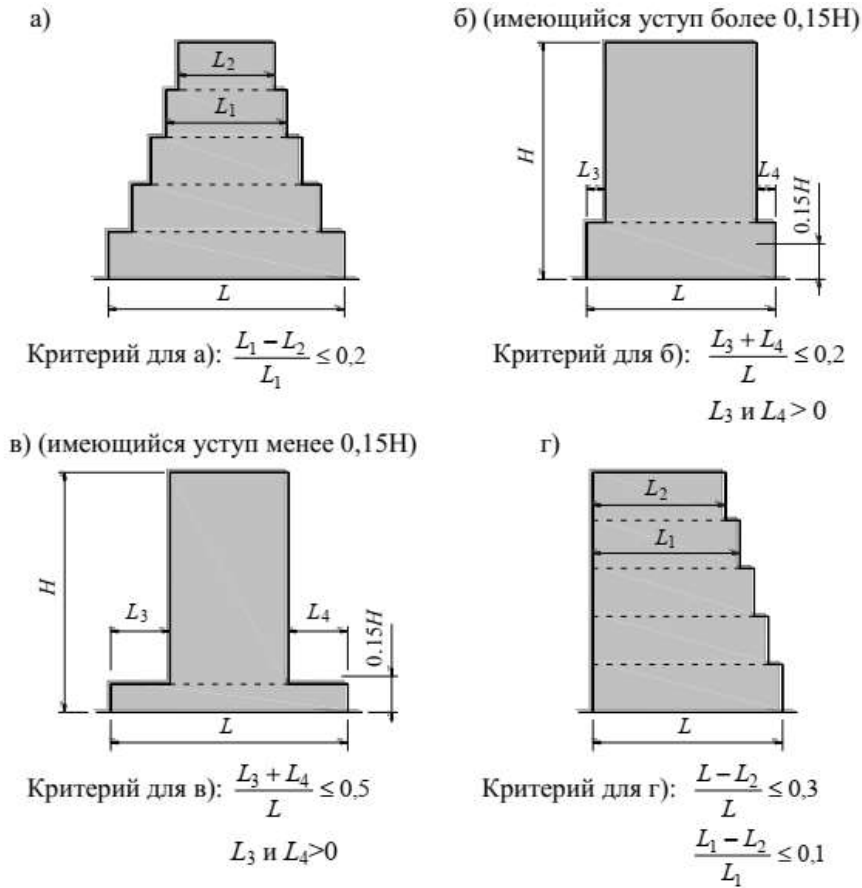 а)
L₂
L₁
L
Критерий для а): (L₁ − L₂)/L₁ ≤ 0,2
б) (имеющийся уступ более 0,15Н)
H
L₃
L₄
0.15H
L
Критерий для б): (L₃ + L₄)/L ≤ 0,2
L₃ и L₄ > 0
в) (имеющийся уступ менее 0,15Н)
H
L₃
L₄
0.15H
L
Критерий для в): (L₃ + L₄)/L ≤ 0,5
L₃ и L₄>0
г)
L₂
L₁
L
Критерий для г): (L − L₂)/L ≤ 0,3
(L₁ − L₂)/L₁ ≤ 0,1